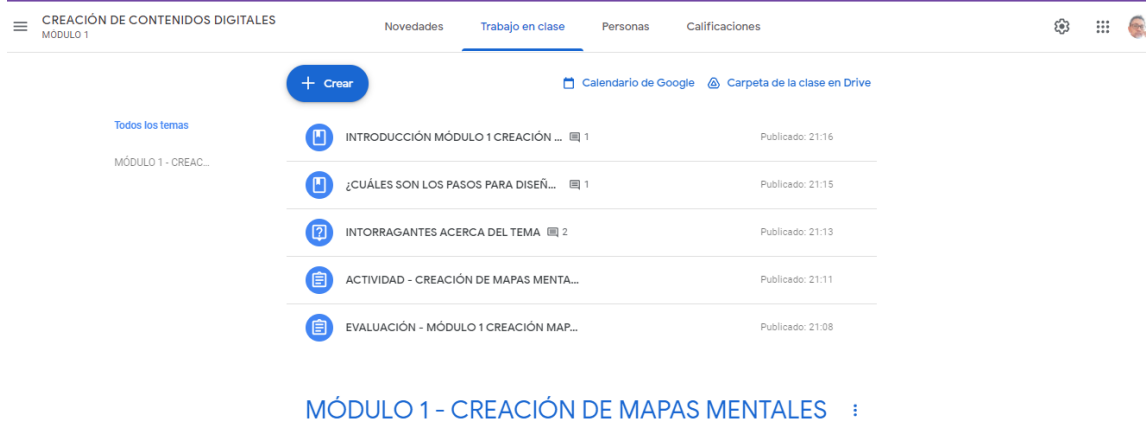 CREACIÓN DE CONTENIDOS DIGITALES
MÓDULO 1
Novedades Trabajo en clase Personas Calificaciones
Crear
Calendario de Google Carpeta de la clase en Drive
Todos los temas
MÓDULO 1 - CREAC...
INTRODUCCIÓN MÓDULO 1 CREACIÓN ... 1 Publicado: 21:16
¿CUÁLES SON LOS PASOS PARA DISEÑ... 1 Publicado: 21:15
INTORRAGANTES ACERCA DEL TEMA 2 Publicado: 21:13
ACTIVIDAD - CREACIÓN DE MAPAS MENTA... Publicado: 21:11
EVALUACIÓN - MÓDULO 1 CREACIÓN MAP... Publicado: 21:08
MÓDULO 1 - CREACIÓN DE MAPAS MENTALES